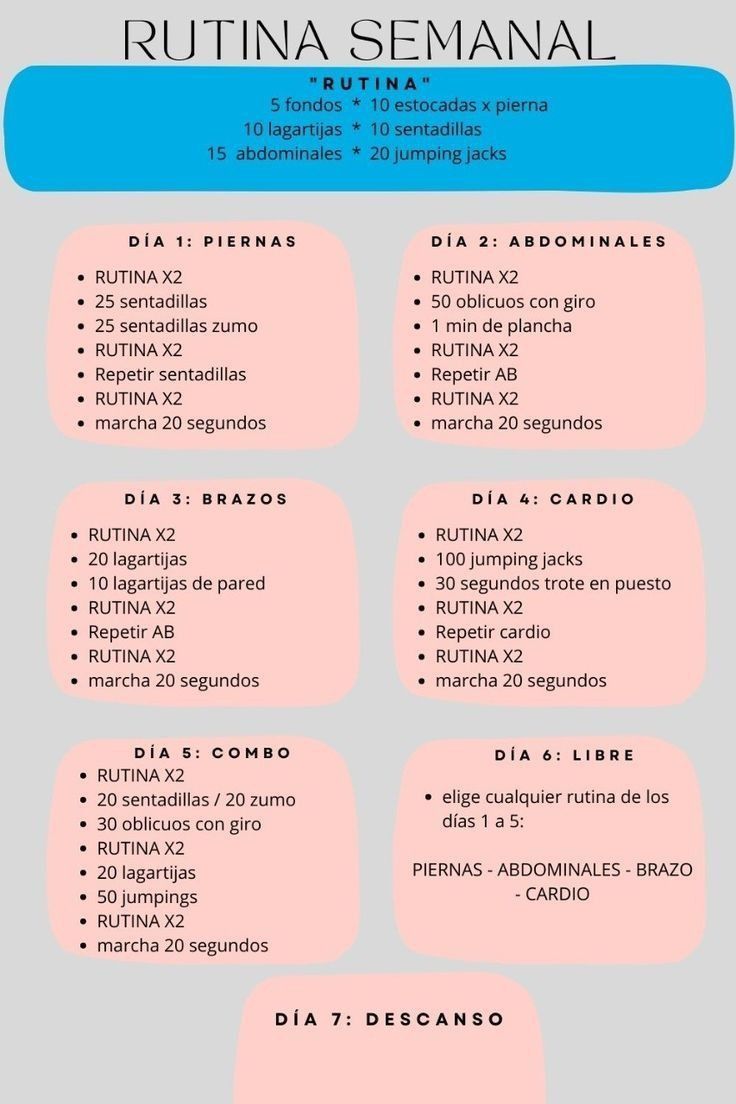 RUTINA SEMANAL
"RUTINA"
5 fondos * 10 estocadas x pierna
10 lagartijas * 10 sentadillas
15 abdominales * 20 jumping jacks
DÍA 1: PIERNAS
• RUTINA X2
• 25 sentadillas
• 25 sentadillas zumo
• RUTINA X2
• Repetir sentadillas
• RUTINA X2
• marcha 20 segundos
DÍA 2: ABDOMINALES
• RUTINA X2
• 50 oblicuos con giro
• 1 min de plancha
• RUTINA X2
• Repetir AB
• RUTINA X2
• marcha 20 segundos
DÍA 3: BRAZOS
• RUTINA X2
• 20 lagartijas
• 10 lagartijas de pared
• RUTINA X2
• Repetir AB
• RUTINA X2
• marcha 20 segundos
DÍA 4: CARDIO
• RUTINA X2
• 100 jumping jacks
• 30 segundos trote en puesto
• RUTINA X2
• Repetir cardio
• RUTINA X2
• marcha 20 segundos
DÍA 5: COMBO
• RUTINA X2
• 20 sentadillas / 20 zumo
• 30 oblicuos con giro
• RUTINA X2
• 20 lagartijas
• 50 jumpings
• RUTINA X2
• marcha 20 segundos
DÍA 6: LIBRE
• elige cualquier rutina de los
días 1 a 5:
PIERNAS - ABDOMINALES - BRAZO
- CARDIO
DÍA 7: DESCANSO